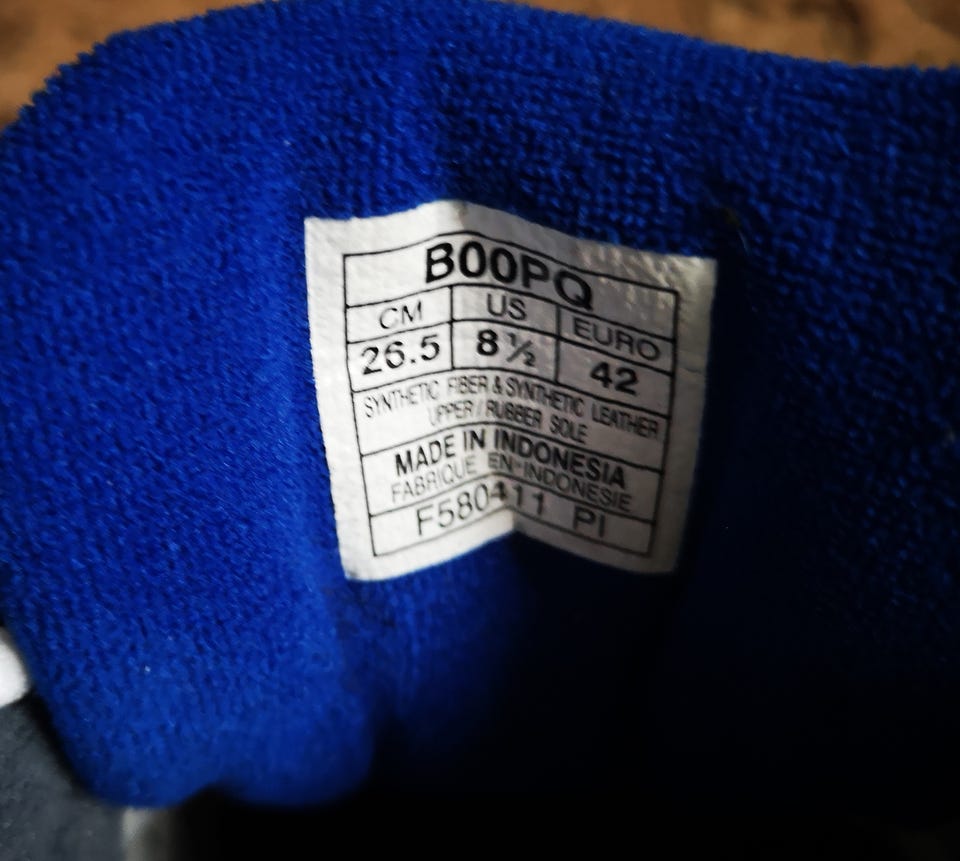 B00PQ
CM US EURO
26.5 8 ½ 42
SYNTHETIC FIBER & SYNTHETIC LEATHER
UPPER / RUBBER SOLE
MADE IN INDONESIA
FABRIQUE EN INDONESIE
F580411 PI